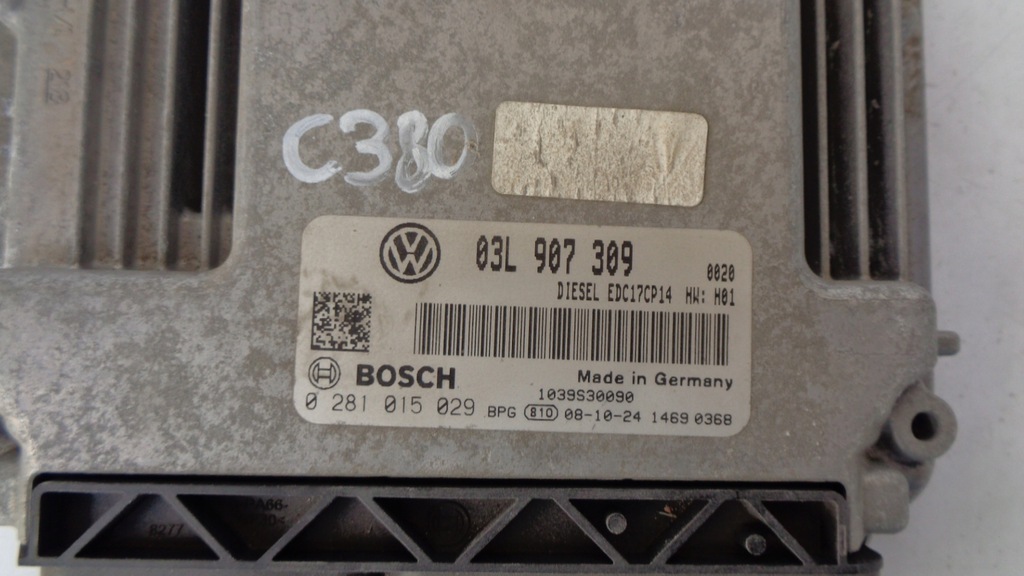 C380
03L 907 309
0020
DIESEL EDC17CP14 HW: H01
BOSCH
Made in Germany
1039S30090
0 281 015 029 BPG 810 08-10-24 1469 0368
8277